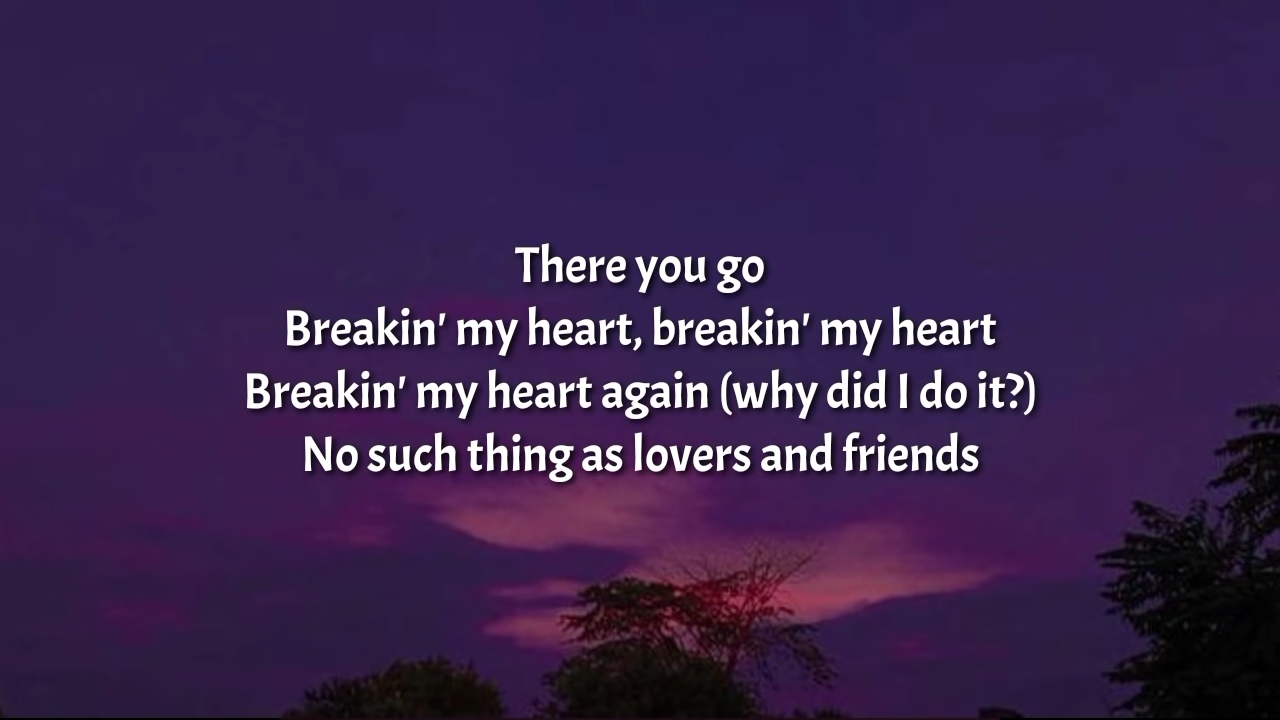 There you go
Breakin' my heart, breakin' my heart
Breakin' my heart again (why did I do it?)
No such thing as lovers and friends